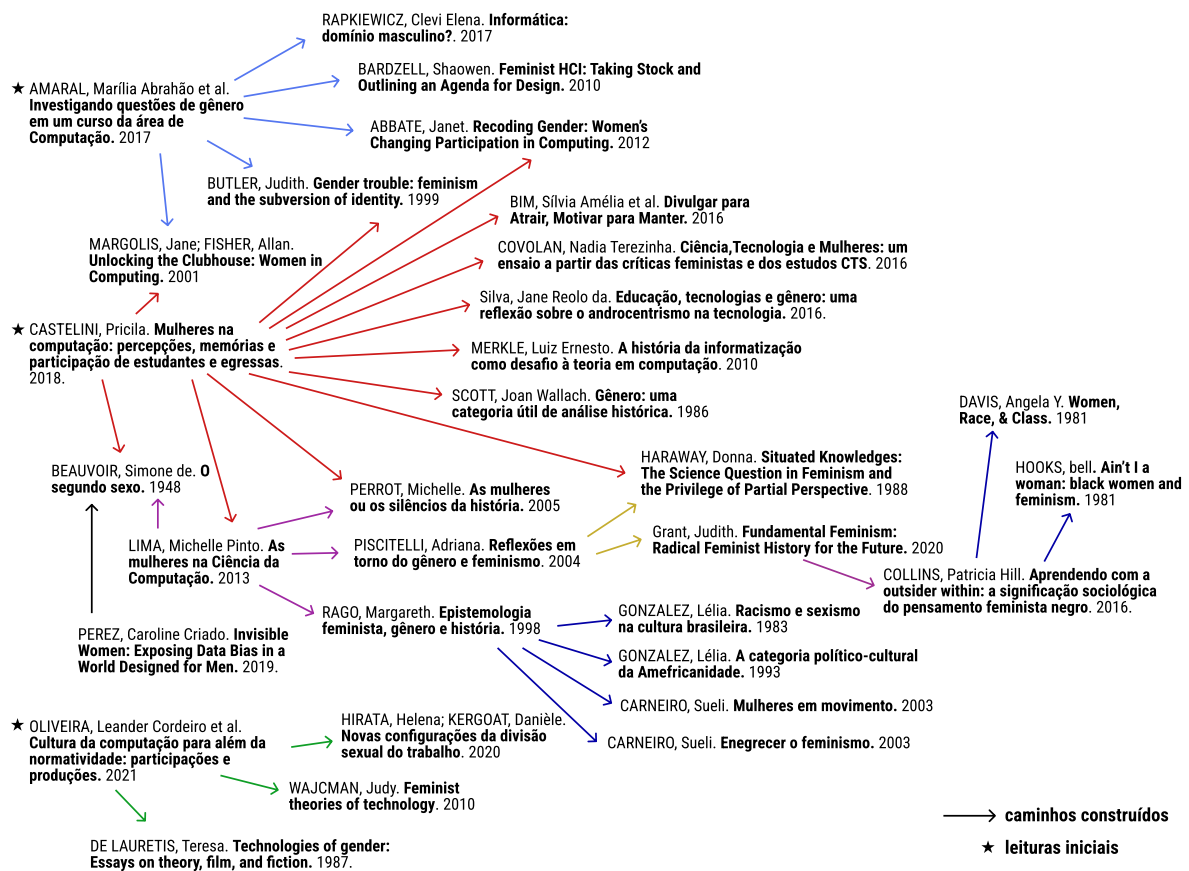 RAPKIEWICZ, Clevi Elena. Informática:
domínio masculino?. 2017
BARDZELL, Shaowen. Feminist HCI: Taking Stock and
Outlining an Agenda for Design. 2010
★ AMARAL, Marília Abrahão et al.
Investigando questões de gênero
em um curso da área de
Computação. 2017
ABBATE, Janet. Recoding Gender: Women's
Changing Participation in Computing. 2012
BUTLER, Judith. Gender trouble: feminism
and the subversion of identity. 1999
BIM, Sílvia Amélia et al. Divulgar para
Atrair, Motivar para Manter. 2016
MARGOLIS, Jane; FISHER, Allan.
Unlocking the Clubhouse: Women in
Computing. 2001
COVOLAN, Nadia Terezinha. Ciência,Tecnologia e Mulheres: um
ensaio a partir das críticas feministas e dos estudos CTS. 2016
Silva, Jane Reolo da. Educação, tecnologias e gênero: uma
reflexão sobre o androcentrismo na tecnologia. 2016.
★ CASTELINI, Pricila. Mulheres na
computação: percepções, memórias e
participação de estudantes e egressas.
2018.
MERKLE, Luiz Ernesto. A história da informatização
como desafio à teoria em computação. 2010
SCOTT, Joan Wallach. Gênero: uma
categoria útil de análise histórica. 1986
DAVIS, Angela Y. Women,
Race, & Class. 1981
BEAUVOIR, Simone de. O
segundo sexo. 1948
HARAWAY, Donna. Situated Knowledges:
The Science Question in Feminism and
the Privilege of Partial Perspective. 1988
HOOKS, bell. Ain't I a
woman: black women and
feminism. 1981
PERROT, Michelle. As mulheres
ou os silêncios da história. 2005
LIMA, Michelle Pinto. As
mulheres na Ciência da
Computação. 2013
PISCITELLI, Adriana. Reflexões em
torno do gênero e feminismo. 2004
Grant, Judith. Fundamental Feminism:
Radical Feminist History for the Future. 2020
COLLINS, Patricia Hill. Aprendendo com a
outsider within: a significação sociológica
do pensamento feminista negro. 2016.
RAGO, Margareth. Epistemologia
feminista, gênero e história. 1998
GONZALEZ, Lélia. Racismo e sexismo
na cultura brasileira. 1983
PEREZ, Caroline Criado. Invisible
Women: Exposing Data Bias in a
World Designed for Men. 2019.
GONZALEZ, Lélia. A categoria político-cultural
da Amefricanidade. 1993
CARNEIRO, Sueli. Mulheres em movimento. 2003
CARNEIRO, Sueli. Enegrecer o feminismo. 2003
★ OLIVEIRA, Leander Cordeiro et al.
Cultura da computação para além da
normatividade: participações e
produções. 2021
HIRATA, Helena; KERGOAT, Danièle.
Novas configurações da divisão
sexual do trabalho. 2020
WAJCMAN, Judy. Feminist
theories of technology. 2010
DE LAURETIS, Teresa. Technologies of gender:
Essays on theory, film, and fiction. 1987.
caminhos construídos
★ leituras iniciais